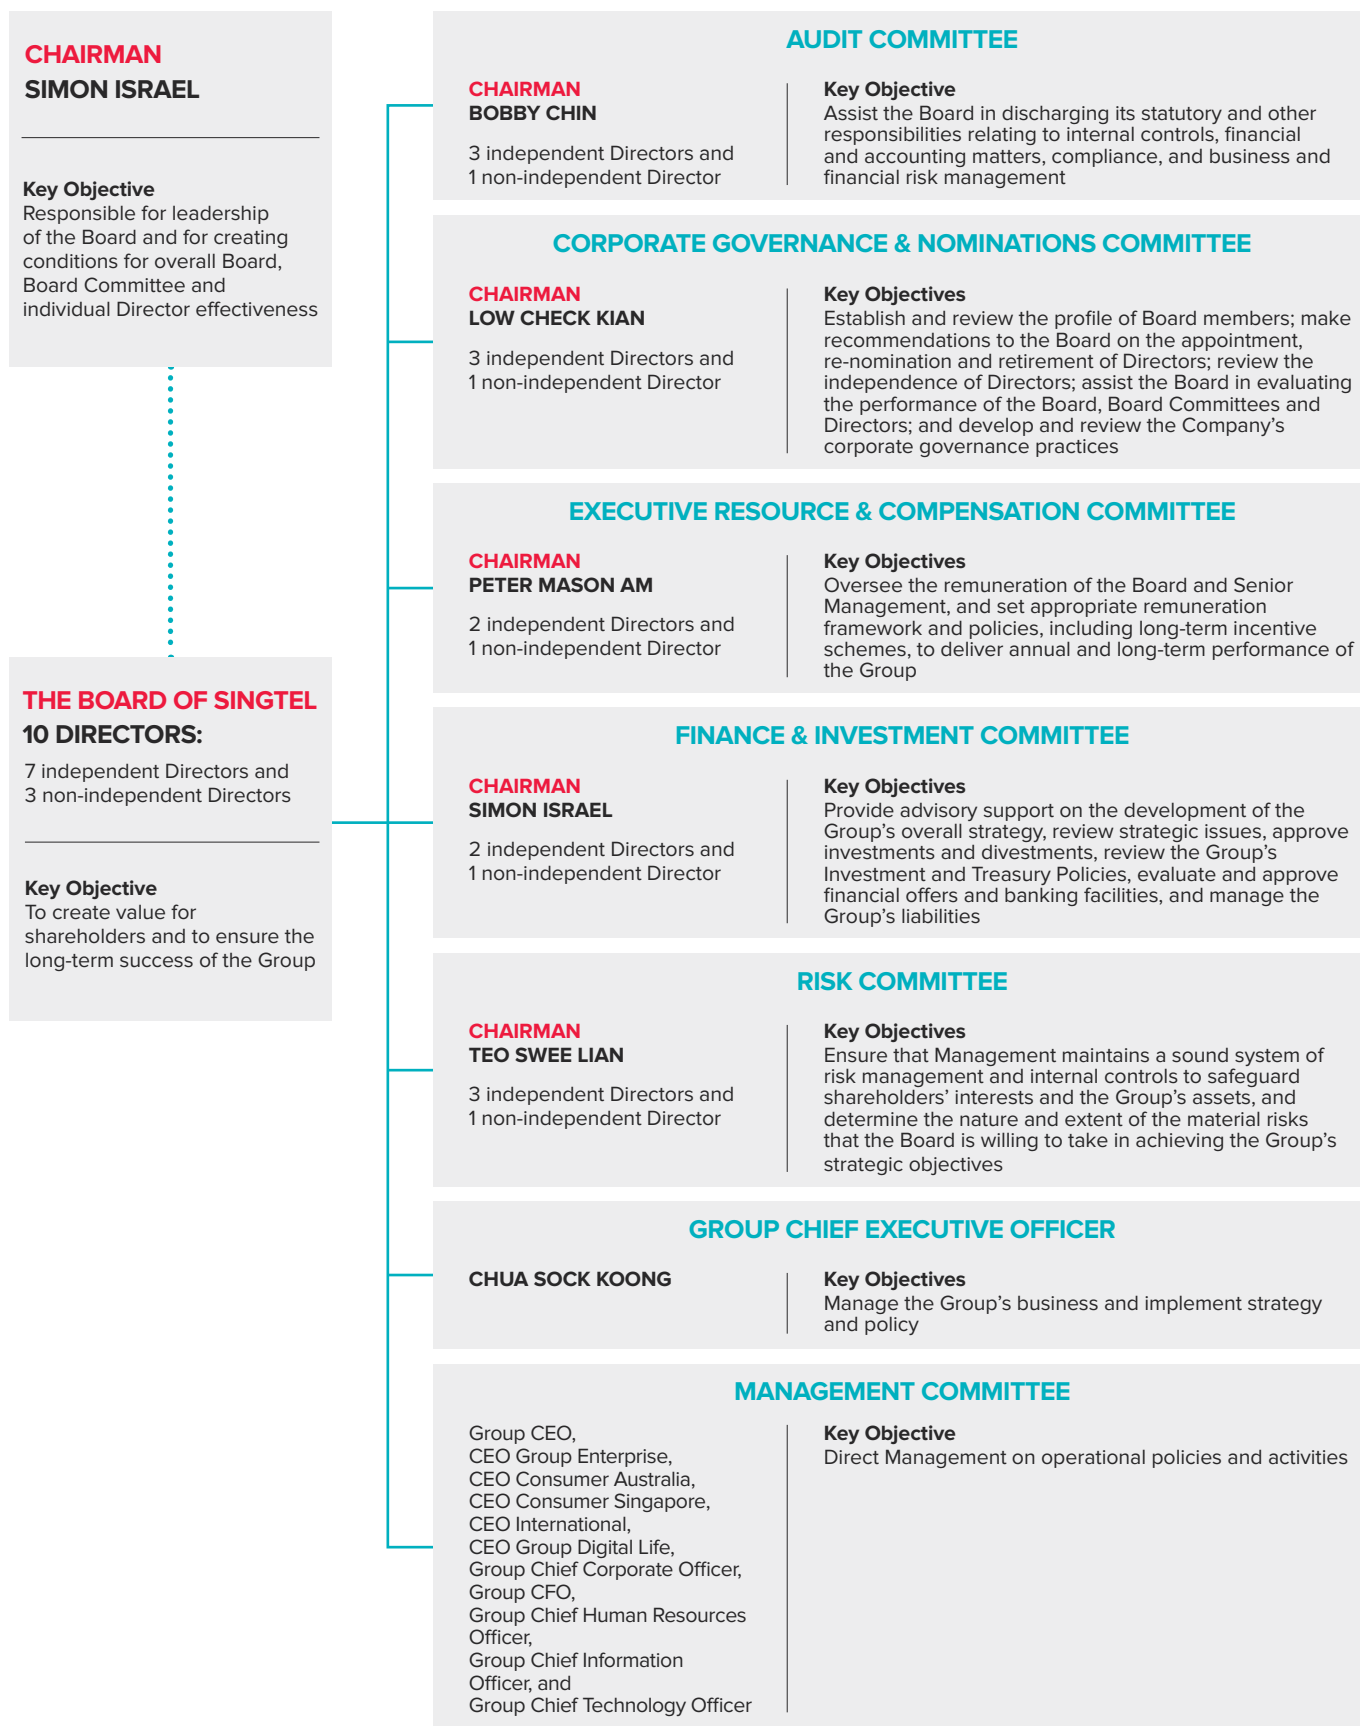 CHAIRMAN
SIMON ISRAEL
Key Objective
Responsible for leadership
of the Board and for creating
conditions for overall Board,
Board Committee and
individual Director effectiveness
THE BOARD OF SINGTEL
10 DIRECTORS:
7 independent Directors and
3 non-independent Directors
Key Objective
To create value for
shareholders and to ensure the
long-term success of the Group
AUDIT COMMITTEE
CHAIRMAN
BOBBY CHIN
3 independent Directors and
1 non-independent Director
Key Objective
Assist the Board in discharging its statutory and other
responsibilities relating to internal controls, financial
and accounting matters, compliance, and business and
financial risk management
CORPORATE GOVERNANCE & NOMINATIONS COMMITTEE
CHAIRMAN
LOW CHECK KIAN
3 independent Directors and
1 non-independent Director
Key Objectives
Establish and review the profile of Board members; make
recommendations to the Board on the appointment,
re-nomination and retirement of Directors; review the
independence of Directors; assist the Board in evaluating
the performance of the Board, Board Committees and
Directors; and develop and review the Company's
corporate governance practices
EXECUTIVE RESOURCE & COMPENSATION COMMITTEE
CHAIRMAN
PETER MASON AM
2 independent Directors and
1 non-independent Director
Key Objectives
Oversee the remuneration of the Board and Senior
Management, and set appropriate remuneration
framework and policies, including long-term incentive
schemes, to deliver annual and long-term performance of
the Group
FINANCE & INVESTMENT COMMITTEE
CHAIRMAN
SIMON ISRAEL
2 independent Directors and
1 non-independent Director
Key Objectives
Provide advisory support on the development of the
Group's overall strategy, review strategic issues, approve
investments and divestments, review the Group's
Investment and Treasury Policies, evaluate and approve
financial offers and banking facilities, and manage the
Group's liabilities
RISK COMMITTEE
CHAIRMAN
TEO SWEE LIAN
3 independent Directors and
1 non-independent Director
Key Objectives
Ensure that Management maintains a sound system of
risk management and internal controls to safeguard
shareholders' interests and the Group's assets, and
determine the nature and extent of the material risks
that the Board is willing to take in achieving the Group's
strategic objectives
GROUP CHIEF EXECUTIVE OFFICER
CHUA SOCK KOONG
Key Objectives
Manage the Group's business and implement strategy
and policy
MANAGEMENT COMMITTEE
Group CEO,
CEO Group Enterprise,
CEO Consumer Australia,
CEO Consumer Singapore,
CEO International,
CEO Group Digital Life,
Group Chief Corporate Officer,
Group CFO,
Group Chief Human Resources
Officer,
Group Chief Information
Officer, and
Group Chief Technology Officer
Key Objective
Direct Management on operational policies and activities